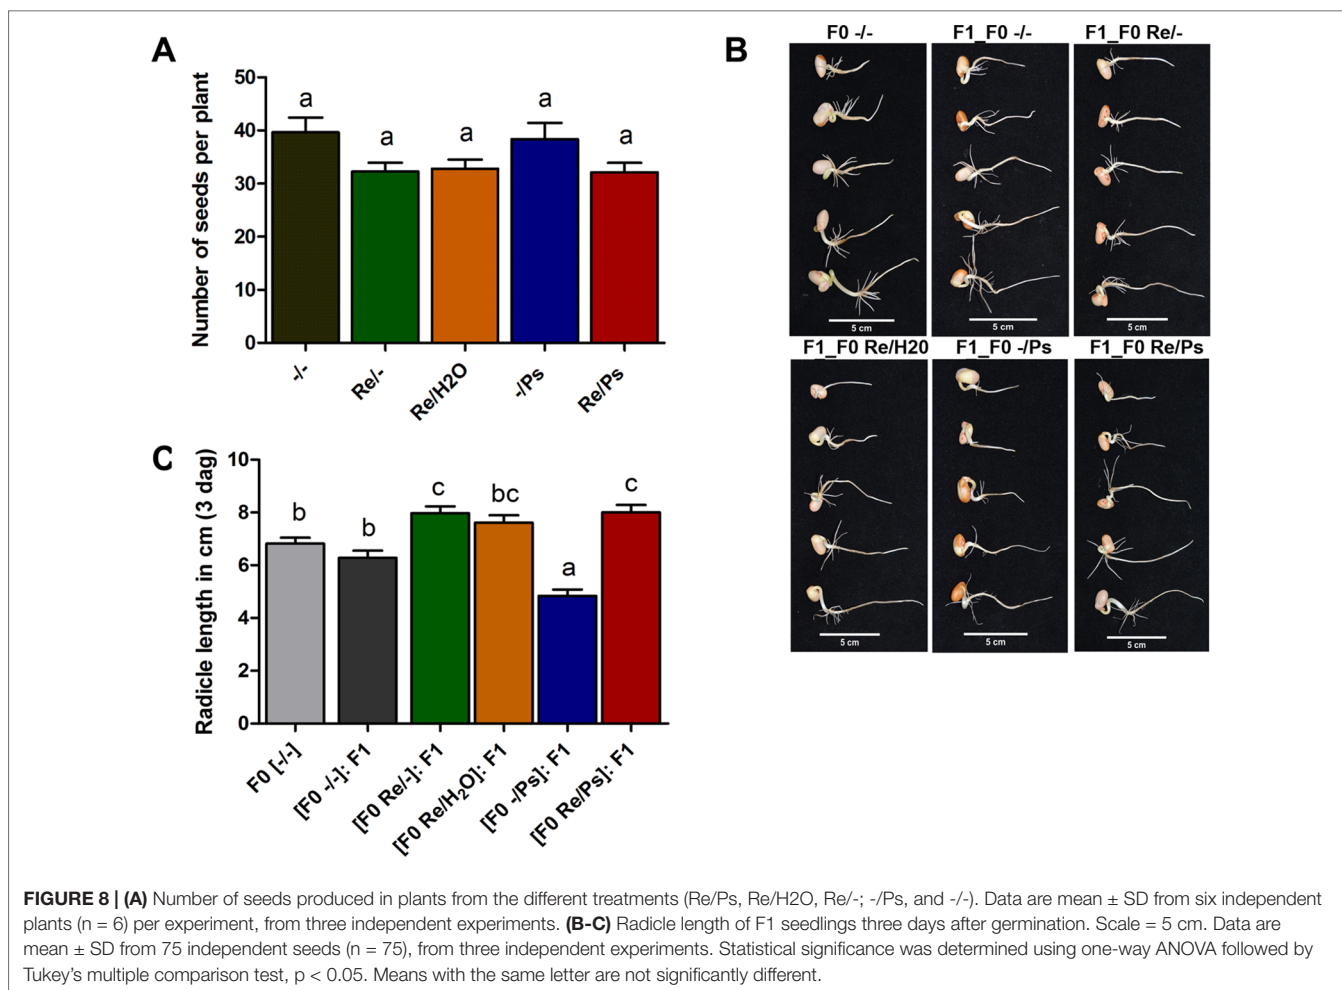 A
Number of seeds per plant
50
40
30
20
10
0
a
a
a
a
a
-/-
Re/-
Re/H2O
-/Ps
Re/Ps
B
F0 -/-
F1_F0 -/-
F1_F0 Re/-
5 cm
5 cm
5 cm
F1_F0 Re/H20
F1_F0 -/Ps
F1_F0 Re/Ps
5 cm
5 cm
5 cm
C
Radicle length in cm (3 dag)
10
8
6
4
2
0
b
b
c
bc
a
c
F0 [-/-]
[F0 -/-]: F1
[F0 Re/-]: F1
[F0 Re/H₂O]: F1
[F0 -/Ps]: F1
[F0 Re/Ps]: F1
FIGURE 8 | (A) Number of seeds produced in plants from the different treatments (Re/Ps, Re/H2O, Re/-; -/Ps, and -/-). Data are mean ± SD from six independent
plants (n = 6) per experiment, from three independent experiments. (B-C) Radicle length of F1 seedlings three days after germination. Scale = 5 cm. Data are
mean ± SD from 75 independent seeds (n = 75), from three independent experiments. Statistical significance was determined using one-way ANOVA followed by
Tukey's multiple comparison test, p < 0.05. Means with the same letter are not significantly different.